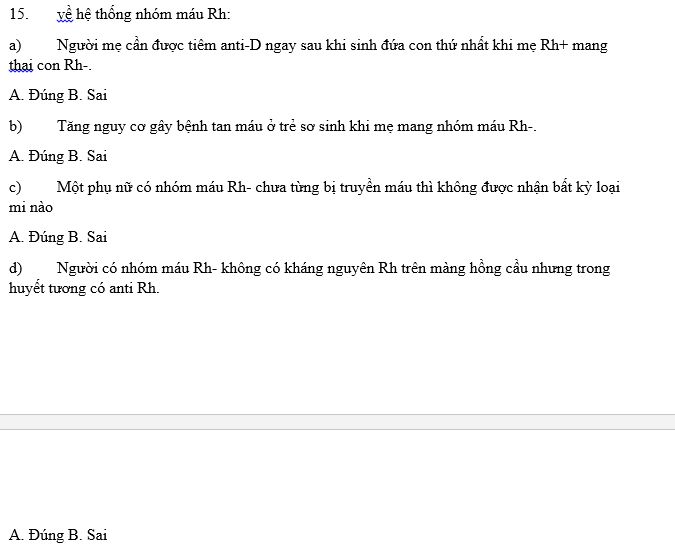 15. về hệ thống nhóm máu Rh:
a) Người mẹ cần được tiêm anti-D ngay sau khi sinh đứa con thứ nhất khi mẹ Rh+ mang
thai con Rh-.
A. Đúng B. Sai
b) Tăng nguy cơ gây bệnh tan máu ở trẻ sơ sinh khi mẹ mang nhóm máu Rh-.
A. Đúng B. Sai
c) Một phụ nữ có nhóm máu Rh- chưa từng bị truyền máu thì không được nhận bất kỳ loại
mi nào
A. Đúng B. Sai
d) Người có nhóm máu Rh- không có kháng nguyên Rh trên màng hồng cầu nhưng trong
huyết tương có anti Rh.
A. Đúng B. Sai